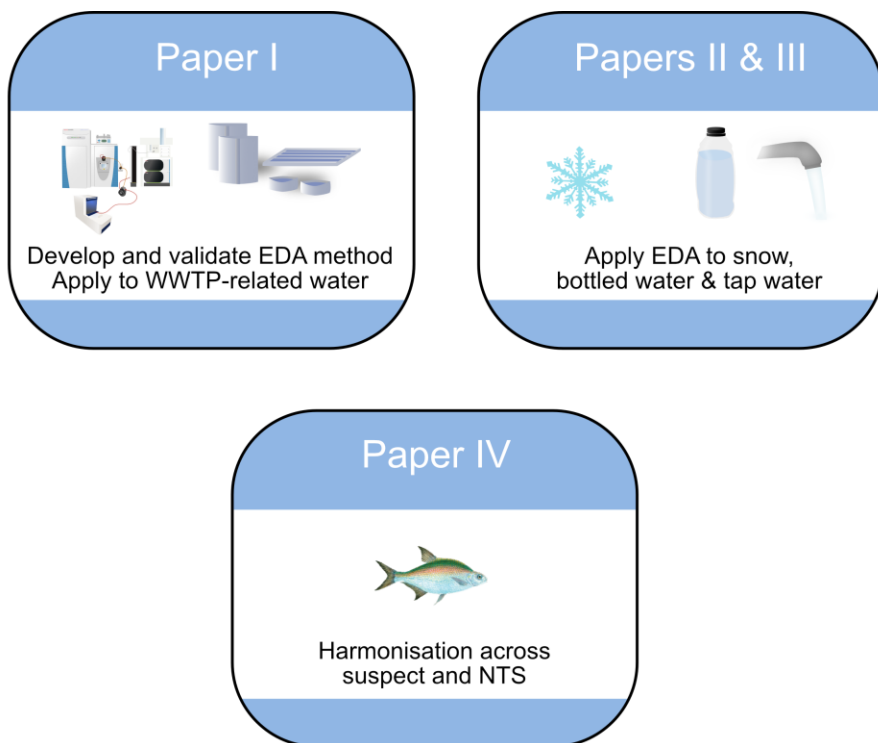 Paper I
Develop and validate EDA method
Apply to WWTP-related water
Papers II & III
Apply EDA to snow,
bottled water & tap water
Paper IV
Harmonisation across
suspect and NTS